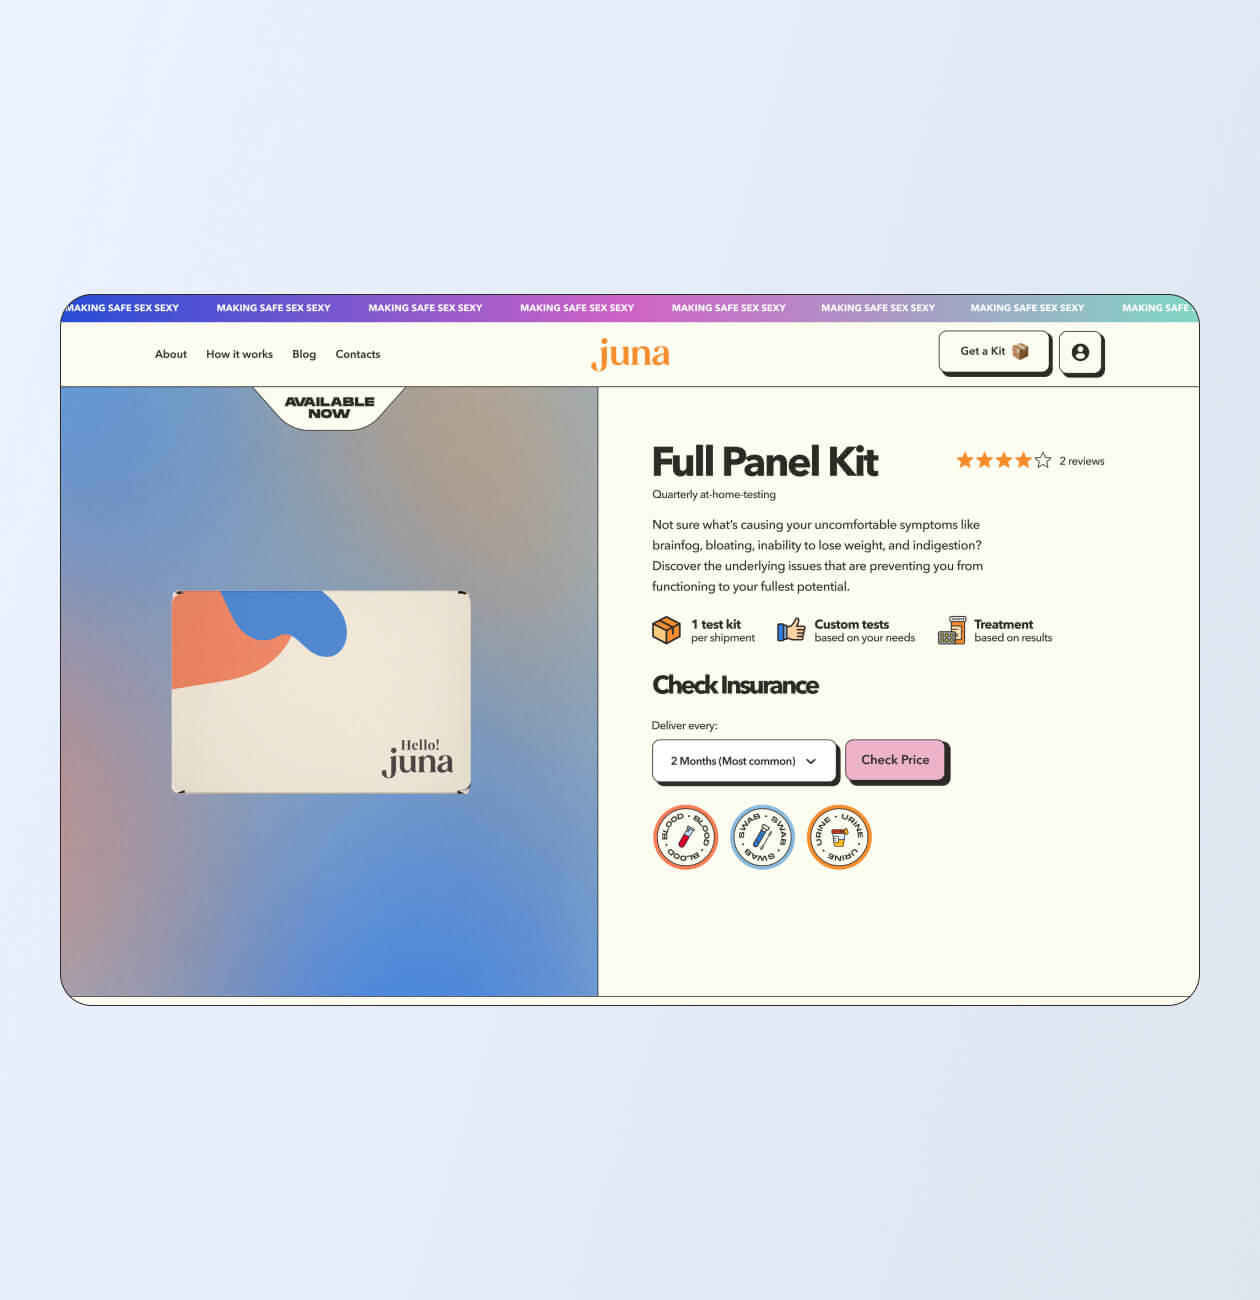 MAKING SAFE SEX SEXY MAKING SAFE SEX SEXY MAKING SAFE SEX SEXY MAKING SAFE SEX SEXY MAKING SAFE SEX SEXY MAKING SAFE SEX SEXY MAKING SAFE SEX SEXY MAKING SAFE
About How it works Blog Contacts juna Get a Kit
AVAILABLE
NOW
Hello!
juna
Full Panel Kit 2 reviews
Quarterly at-home-testing
Not sure what's causing your uncomfortable symptoms like
brainfog, bloating, inability to lose weight, and indigestion?
Discover the underlying issues that are preventing you from
functioning to your fullest potential.
1 test kit
per shipment
Custom tests
based on your needs
Treatment
based on results
Check Insurance
Deliver every:
2 Months (Most common) Check Price
BLOOD • BLOOD • BLOOD •
SWAB • SWAB • SWAB •
URINE • URINE • URINE •